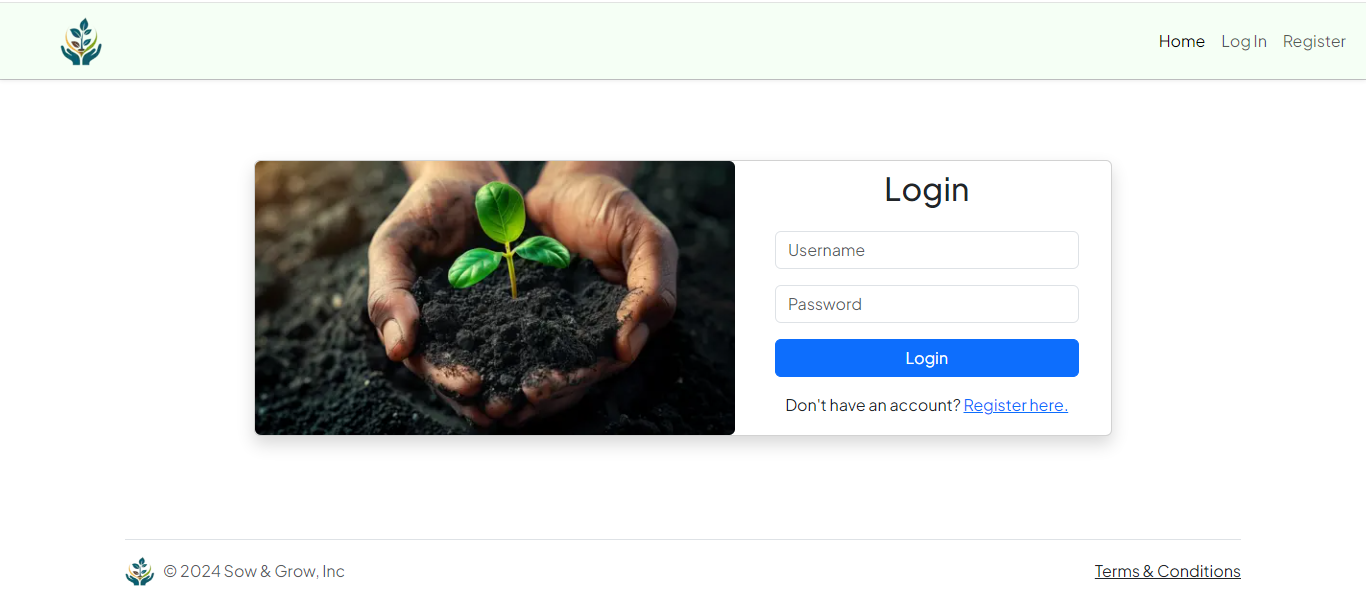 Home Log In Register
Login
Username
Password
Login
Don't have an account? Register here.
© 2024 Sow & Grow, Inc
Terms & Conditions